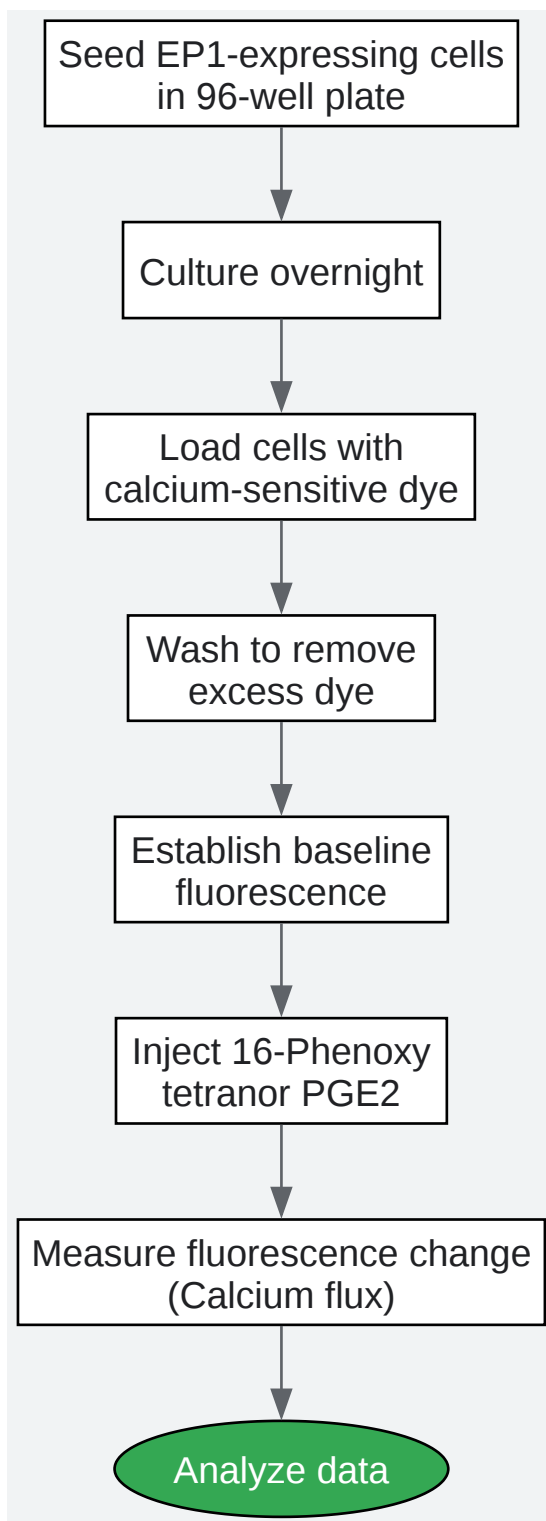 Seed EP1-expressing cells
in 96-well plate
Culture overnight
Load cells with
calcium-sensitive dye
Wash to remove
excess dye
Establish baseline
fluorescence
Inject 16-Phenoxy
tetranor PGE2
Measure fluorescence change
(Calcium flux)
Analyze data